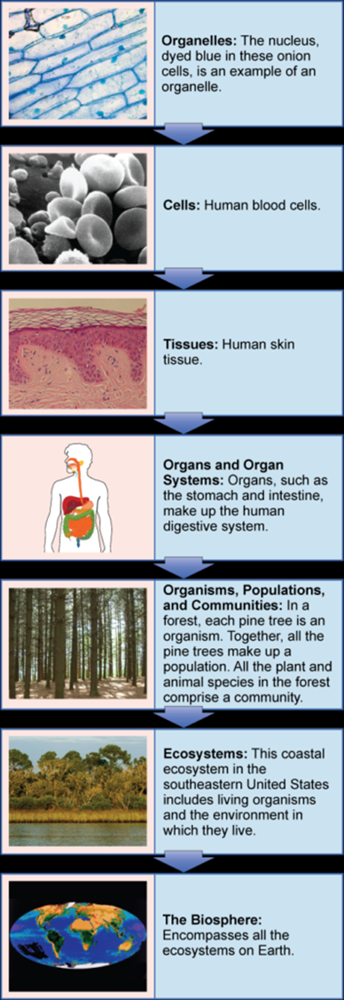 Organelles: The nucleus,
dyed blue in these onion
cells, is an example of an
organelle.
Cells: Human blood cells.
Tissues: Human skin
tissue.
Organs and Organ
Systems: Organs, such as
the stomach and intestine,
make up the human
digestive system.
Organisms, Populations,
and Communities: In a
forest, each pine tree is an
organism. Together, all the
pine trees make up a
population. All the plant and
animal species in the forest
comprise a community.
Ecosystems: This coastal
ecosystem in the
southeastern United States
includes living organisms
and the environment in
which they live.
The Biosphere:
Encompasses all the
ecosystems on Earth.